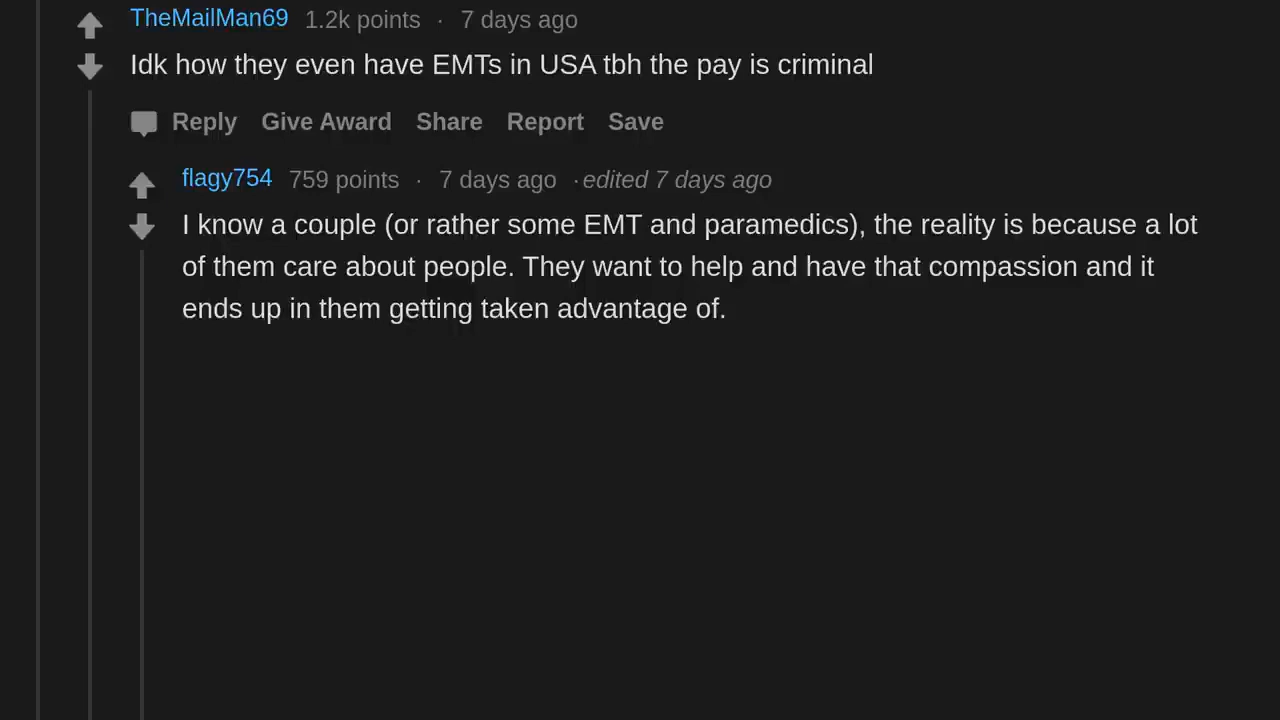 TheMailMan69 1.2k points · 7 days ago
Idk how they even have EMTs in USA tbh the pay is criminal
Reply Give Award Share Report Save
flagy754 759 points · 7 days ago · edited 7 days ago
I know a couple (or rather some EMT and paramedics), the reality is because a lot
of them care about people. They want to help and have that compassion and it
ends up in them getting taken advantage of.